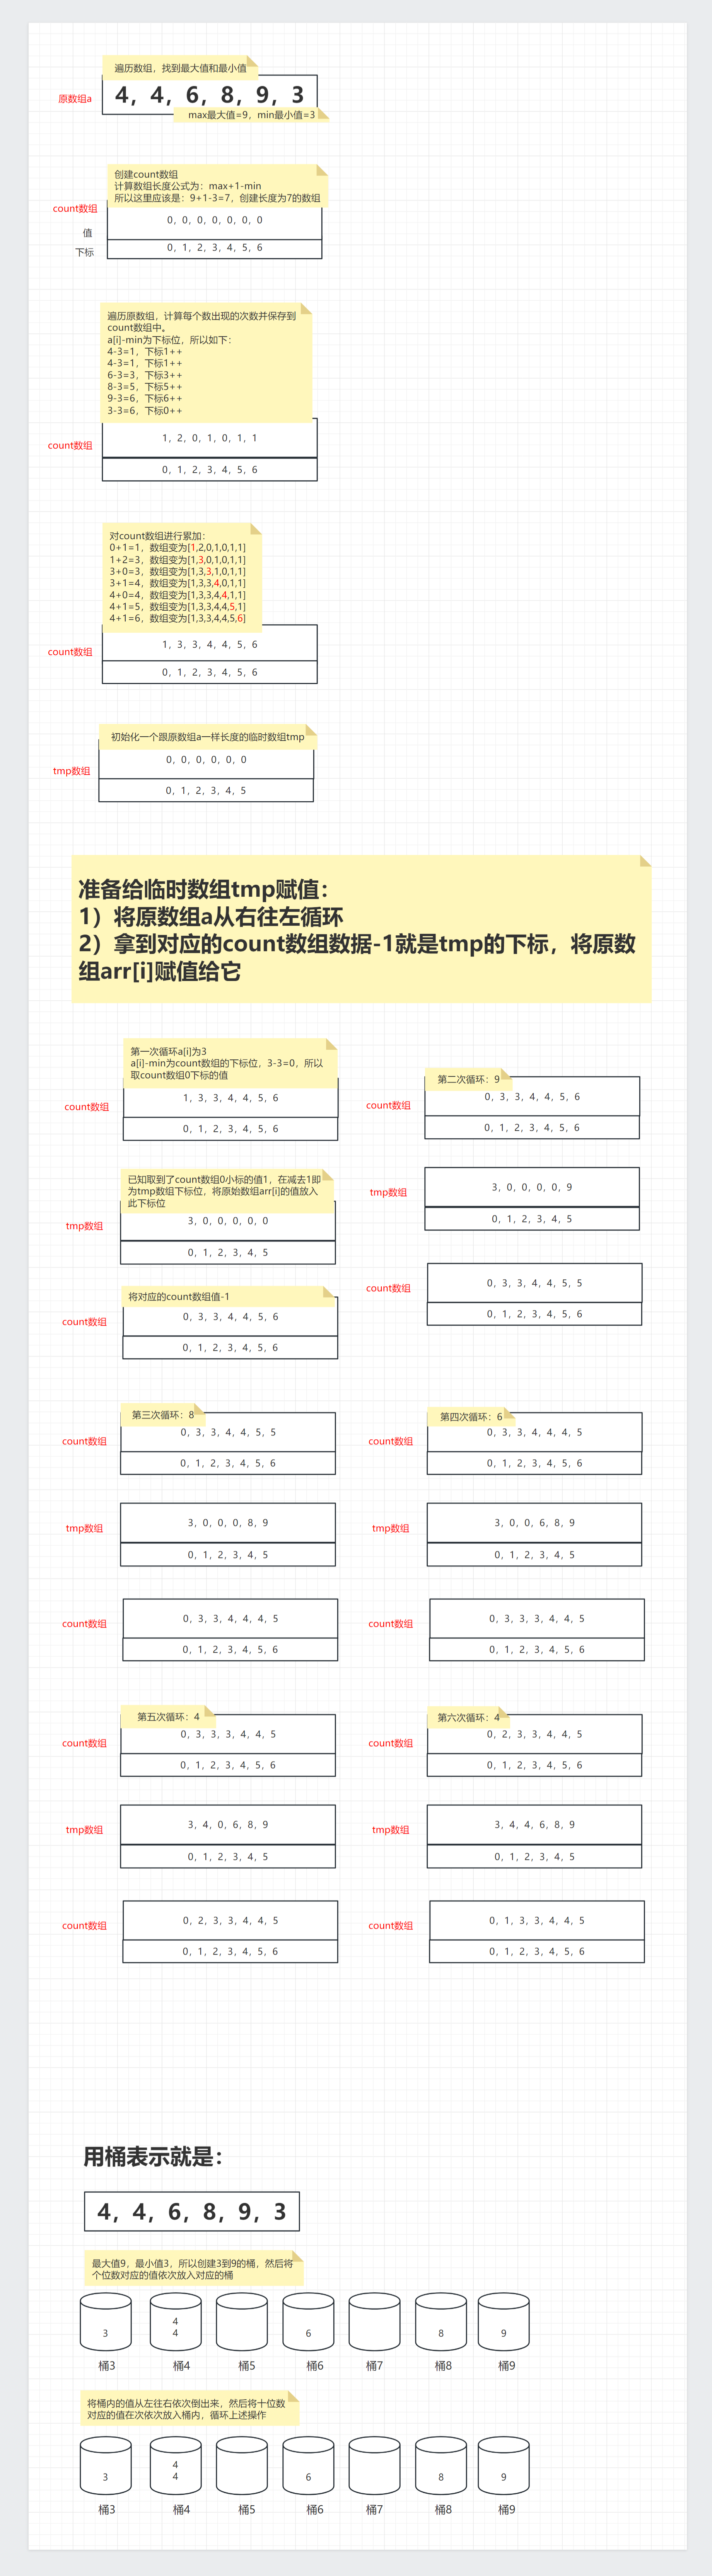 遍历数组，找到最大值和最小值
原数组a
4，4，6，8，9，3
max最大值=9，min最小值=3
创建count数组
计算数组长度公式为：max+1-min
所以这里应该是：9+1-3=7，创建长度为7的数组
count数组
0，0，0，0，0，0，0
值
下标
0，1，2，3，4，5，6
遍历原数组，计算每个数出现的次数并保存到
count数组中。
a[i]-min为下标位，所以如下：
4-3=1，下标1++
4-3=1，下标1++
6-3=3，下标3++
8-3=5，下标5++
9-3=6，下标6++
3-3=6，下标0++
count数组
1，2，0，1，0，1，1
0，1，2，3，4，5，6
对count数组进行累加：
0+1=1，数组变为[1,2,0,1,0,1,1]
1+2=3，数组变为[1,3,0,1,0,1,1]
3+0=3，数组变为[1,3,3,1,0,1,1]
3+1=4，数组变为[1,3,3,4,0,1,1]
4+0=4，数组变为[1,3,3,4,4,1,1]
4+1=5，数组变为[1,3,3,4,4,5,1]
4+1=6，数组变为[1,3,3,4,4,5,6]
count数组
1，3，3，4，4，5，6
0，1，2，3，4，5，6
初始化一个跟原数组a一样长度的临时数组tmp
tmp数组
0，0，0，0，0，0
0，1，2，3，4，5
准备给临时数组tmp赋值：
1）将原数组a从右往左循环
2）拿到对应的count数组数据-1就是tmp的下标，将原数
组arr[i]赋值给它
第一次循环a[i]为3
a[i]-min为count数组的下标位，3-3=0，所以
取count数组0下标的值
count数组
1，3，3，4，4，5，6
0，1，2，3，4，5，6
已知取到了count数组0小标的值1，在减去1即
为tmp数组下标位，将原始数组arr[i]的值放入
此下标位
tmp数组
3，0，0，0，0，0
0，1，2，3，4，5
将对应的count数组值-1
count数组
0，3，3，4，4，5，6
0，1，2，3，4，5，6
第二次循环：9
count数组
0，3，3，4，4，5，6
0，1，2，3，4，5，6
tmp数组
3，0，0，0，0，9
0，1，2，3，4，5
count数组
0，3，3，4，4，5，5
0，1，2，3，4，5，6
第三次循环：8
count数组
0，3，3，4，4，5，5
0，1，2，3，4，5，6
tmp数组
3，0，0，0，8，9
0，1，2，3，4，5
count数组
0，3，3，4，4，4，5
0，1，2，3，4，5，6
第四次循环：6
count数组
0，3，3，4，4，4，5
0，1，2，3，4，5，6
tmp数组
3，0，0，6，8，9
0，1，2，3，4，5
count数组
0，3，3，3，4，4，5
0，1，2，3，4，5，6
第五次循环：4
count数组
0，3，3，3，4，4，5
0，1，2，3，4，5，6
tmp数组
3，4，0，6，8，9
0，1，2，3，4，5
count数组
0，2，3，3，4，4，5
0，1，2，3，4，5，6
第六次循环：4
count数组
0，2，3，3，4，4，5
0，1，2，3，4，5，6
tmp数组
3，4，4，6，8，9
0，1，2，3，4，5
count数组
0，1，3，3，4，4，5
0，1，2，3，4，5，6
用桶表示就是：
4，4，6，8，9，3
最大值9，最小值3，所以创建3到9的桶，然后将
个位数对应的值依次放入对应的桶
4
3 4 6 8 9
桶3 桶4 桶5 桶6 桶7 桶8 桶9
将桶内的值从左往右依次倒出来，然后将十位数
对应的值在次依次放入桶内，循环上述操作
4
3 4 6 8 9
桶3 桶4 桶5 桶6 桶7 桶8 桶9